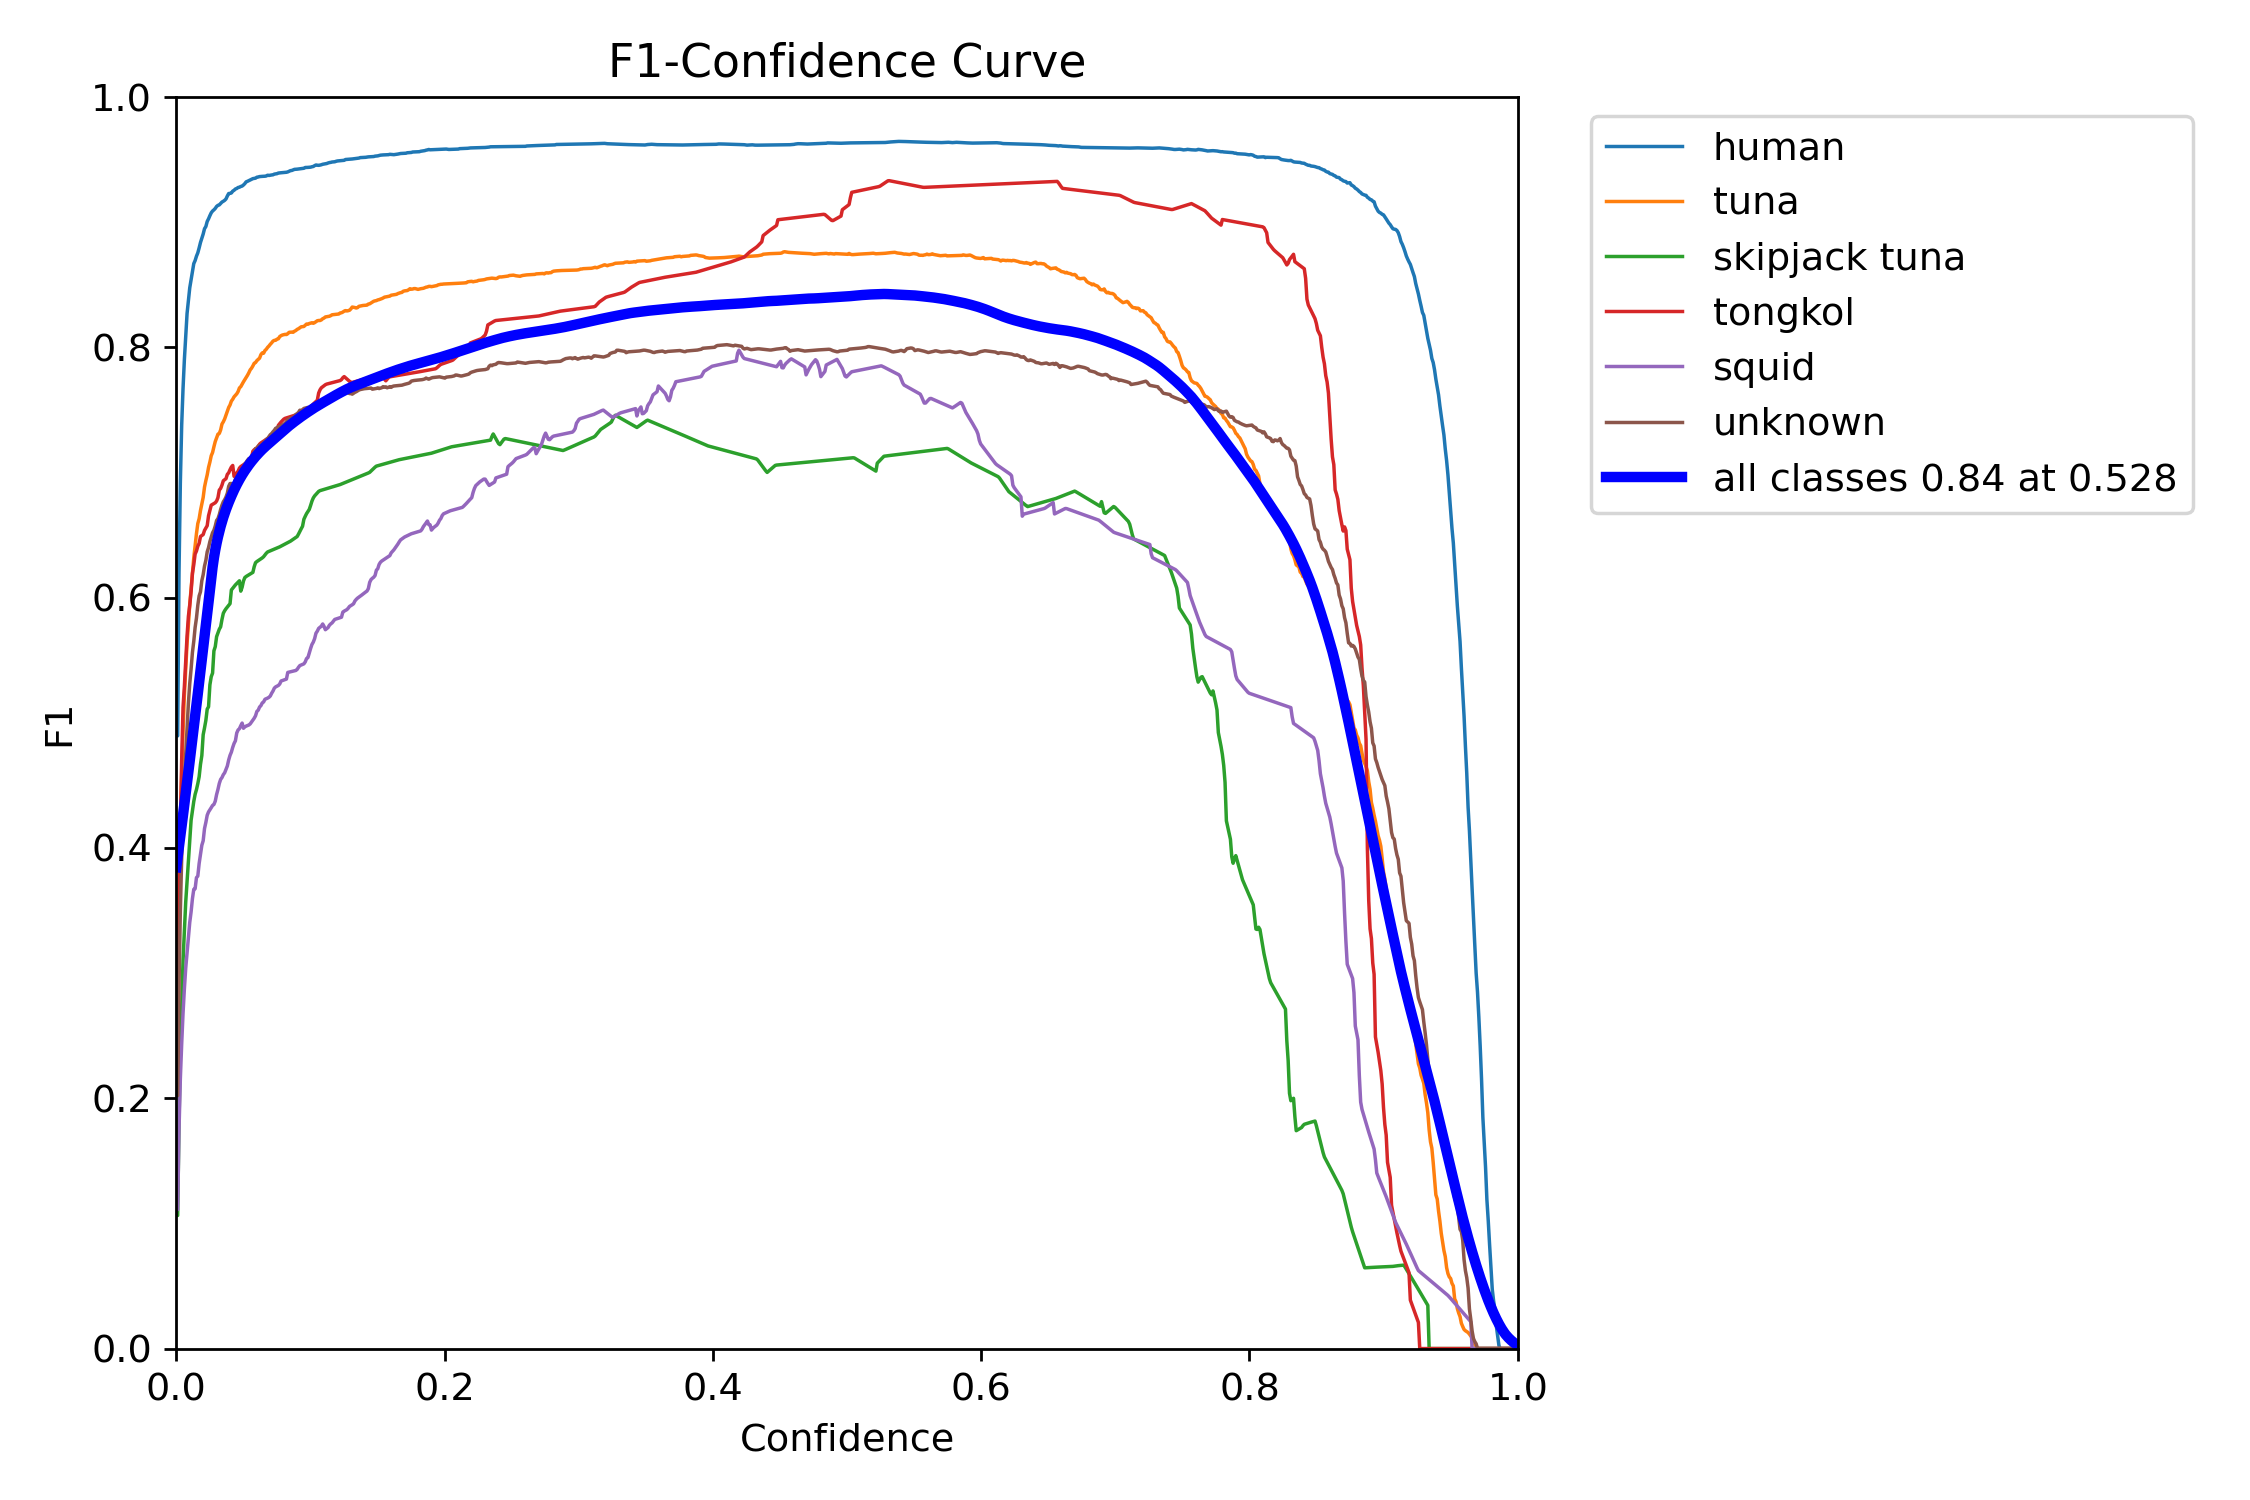 F1-Confidence Curve
1.0
0.8
0.6
0.4
0.2
0.0
F1
0.0 0.2 0.4 0.6 0.8 1.0
Confidence
human
tuna
skipjack tuna
tongkol
squid
unknown
all classes 0.84 at 0.528